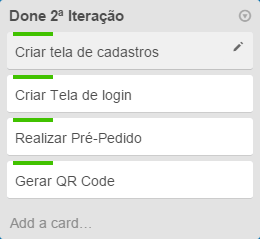 Done 2ª Iteração
Criar tela de cadastros
Criar Tela de login
Realizar Pré-Pedido
Gerar QR Code
Add a card...